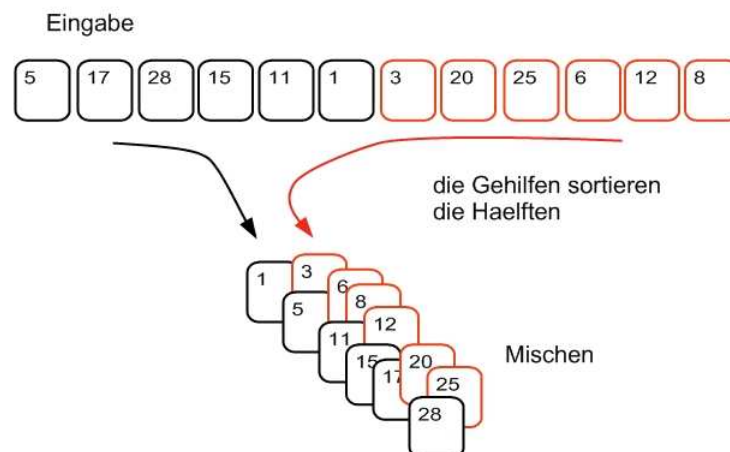 Eingabe
5 17 28 15 11 1 3 20 25 6 12 8
die Gehilfen sortieren
die Haelften
1 3
5 6
8
11 12
15 20
17 25
28
Mischen